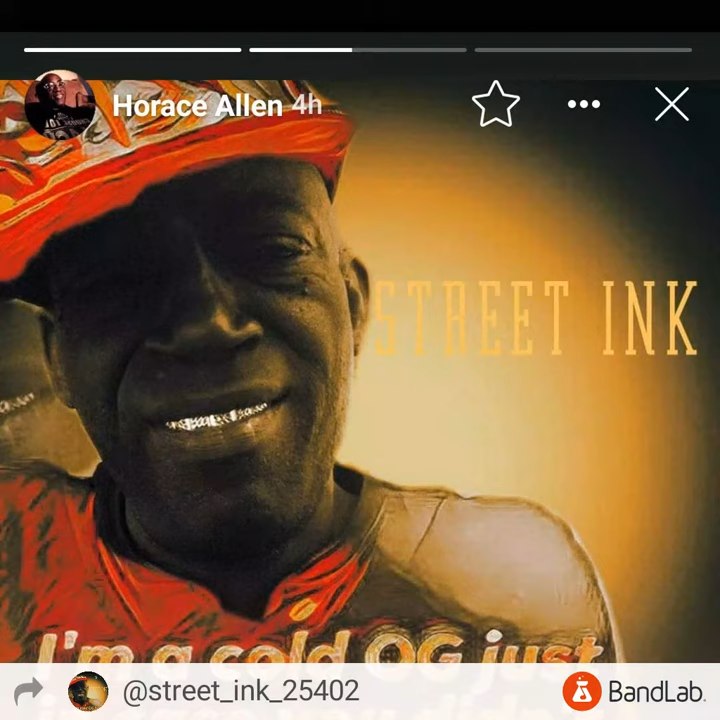 Horace Allen 4h
STREET INK
I'm a cold OG just
@street_ink_25402
BandLab.